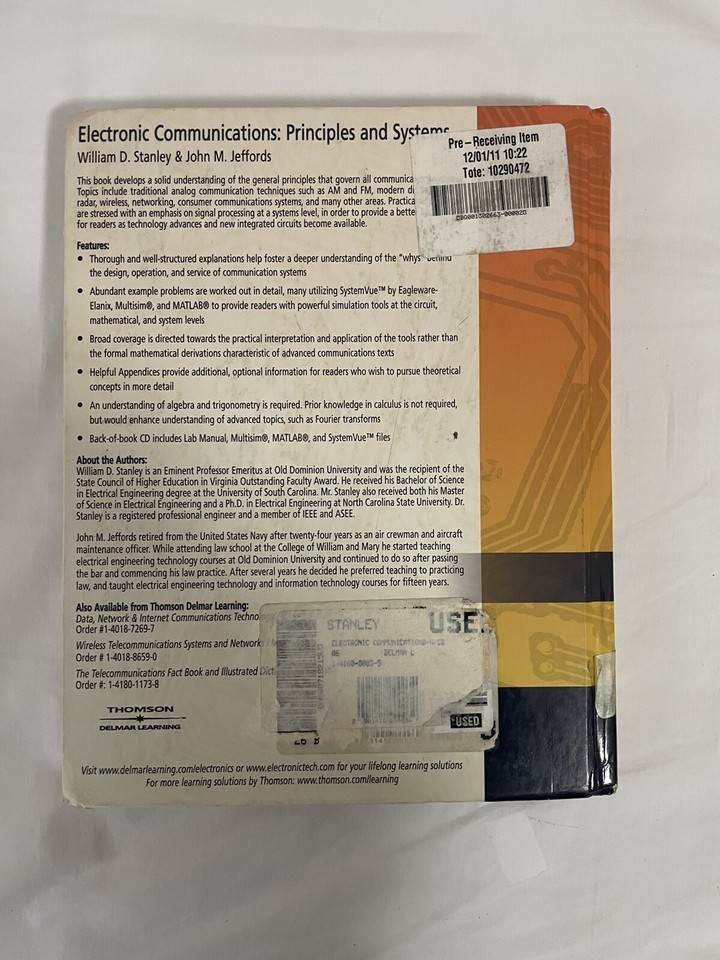 Electronic Communications: Principles and Systems
William D. Stanley & John M. Jeffords
This book develops a solid understanding of the general principles that govern all communica
Topics include traditional analog communication techniques such as AM and FM, modern di
radar, wireless, networking, consumer communications systems, and many other areas. Practica
are stressed with an emphasis on signal processing at a systems level, in order to provide a bette
for readers as technology advances and new integrated circuits become available.
Pre-Receiving Item
12/01/11 10:22
Tote: 10290472
Features:
• Thorough and well-structured explanations help foster a deeper understanding of the "whys" behind
the design, operation, and service of communication systems
• Abundant example problems are worked out in detail, many utilizing SystemVue™ by Eagleware-
Elanix, Multisim®, and MATLAB® to provide readers with powerful simulation tools at the circuit,
mathematical, and system levels
• Broad coverage is directed towards the practical interpretation and application of the tools rather than
the formal mathematical derivations characteristic of advanced communications texts
• Helpful Appendices provide additional, optional information for readers who wish to pursue theoretical
concepts in more detail
• An understanding of algebra and trigonometry is required. Prior knowledge in calculus is not required,
but would enhance understanding of advanced topics, such as Fourier transforms
• Back-of-book CD includes Lab Manual, Multisim®, MATLAB®, and SystemVue™ files
About the Authors:
William D. Stanley is an Eminent Professor Emeritus at Old Dominion University and was the recipient of the
State Council of Higher Education in Virginia Outstanding Faculty Award. He received his Bachelor of Science
in Electrical Engineering degree at the University of South Carolina. Mr. Stanley also received both his Master
of Science in Electrical Engineering and a Ph.D. in Electrical Engineering at North Carolina State University. Dr.
Stanley is a registered professional engineer and a member of IEEE and ASEE.
John M. Jeffords retired from the United States Navy after twenty-four years as an air crewman and aircraft
maintenance officer. While attending law school at the College of William and Mary he started teaching
electrical engineering technology courses at Old Dominion University and continued to do so after passing
the bar and commencing his law practice. After several years he decided he preferred teaching to practicing
law, and taught electrical engineering technology and information technology courses for fifteen years.
Also Available from Thomson Delmar Learning:
Data, Network & Internet Communications Techno
Order #1-4018-7269-7
Wireless Telecommunications Systems and Network
Order # 1-4018-8659-0
The Telecommunications Fact Book and Illustrated Dict
Order #: 1-4180-1173-8
STANLEY
USE
ELECTRONIC COMMUNICATIONS-W/CD
06 DELMAR L
USED
THOMSON
DELMAR LEARNING
Visit www.delmarlearning.com/electronics or www.electronictech.com for your lifelong learning solutions
For more learning solutions by Thomson: www.thomson.com/learning